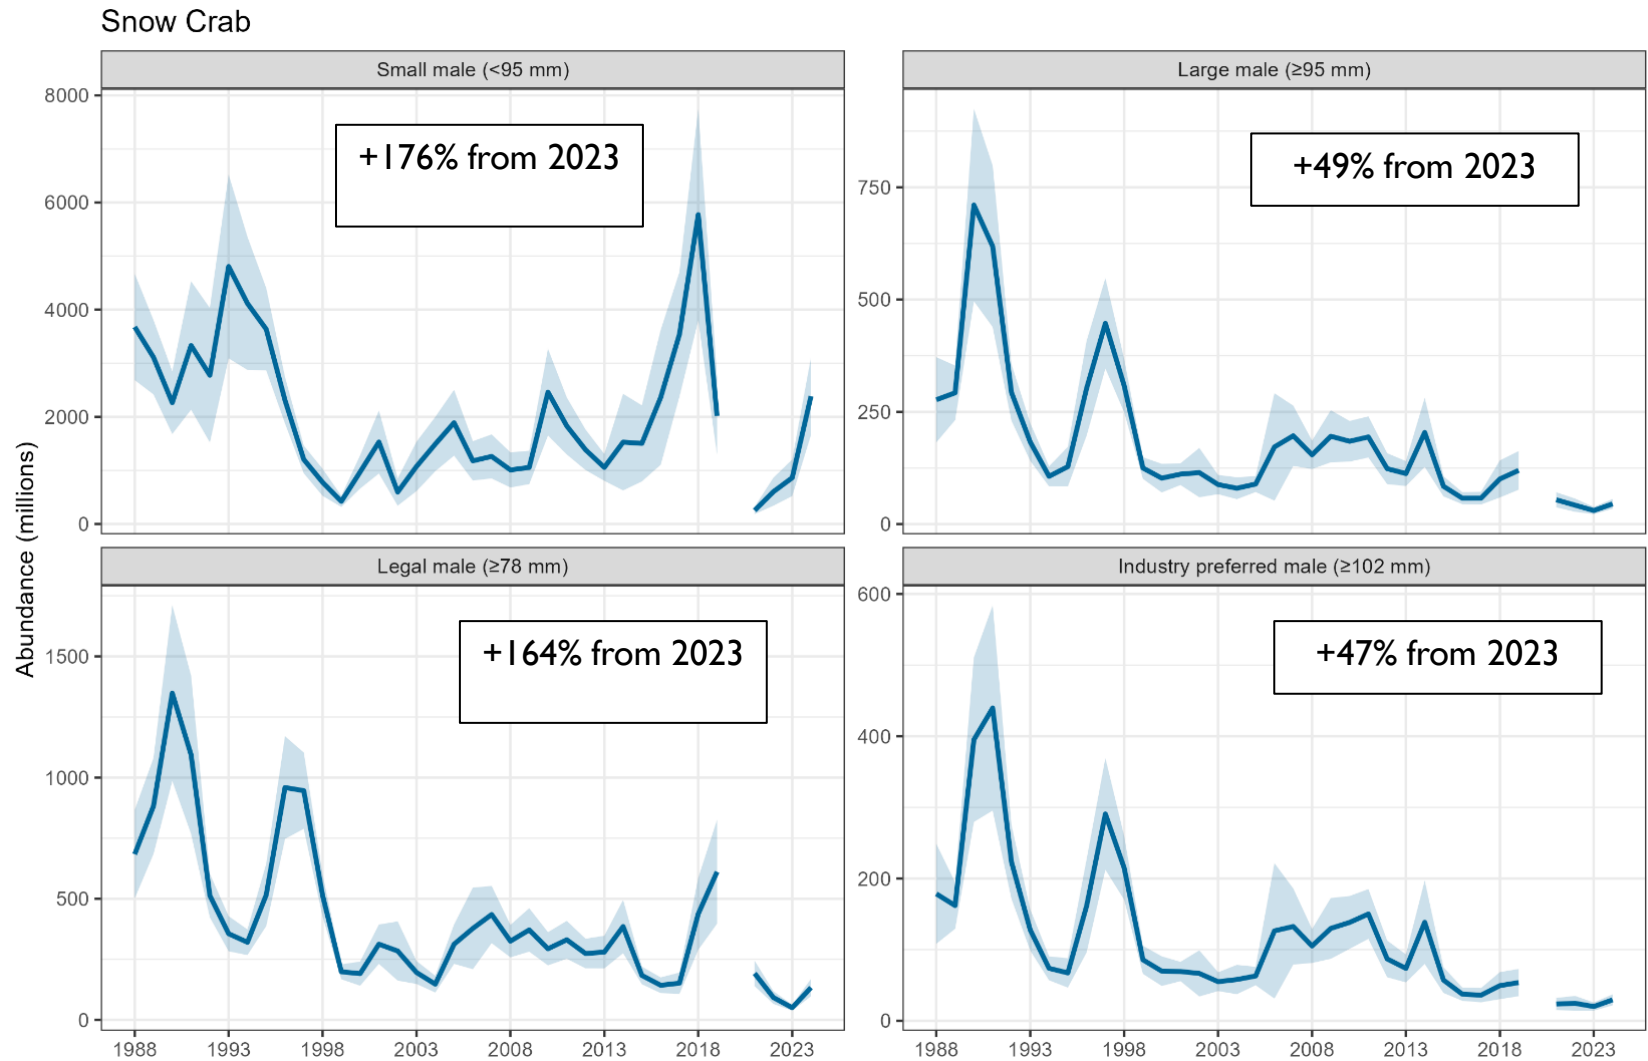 Snow Crab
Abundance (millions)
Small male (<95 mm)
+176% from 2023
8000
6000
4000
2000
0
Large male (≥95 mm)
+49% from 2023
750
500
250
0
Legal male (≥78 mm)
+164% from 2023
1500
1000
500
0
1988 1993 1998 2003 2008 2013 2018 2023
Industry preferred male (≥102 mm)
+47% from 2023
600
400
200
0
1988 1993 1998 2003 2008 2013 2018 2023